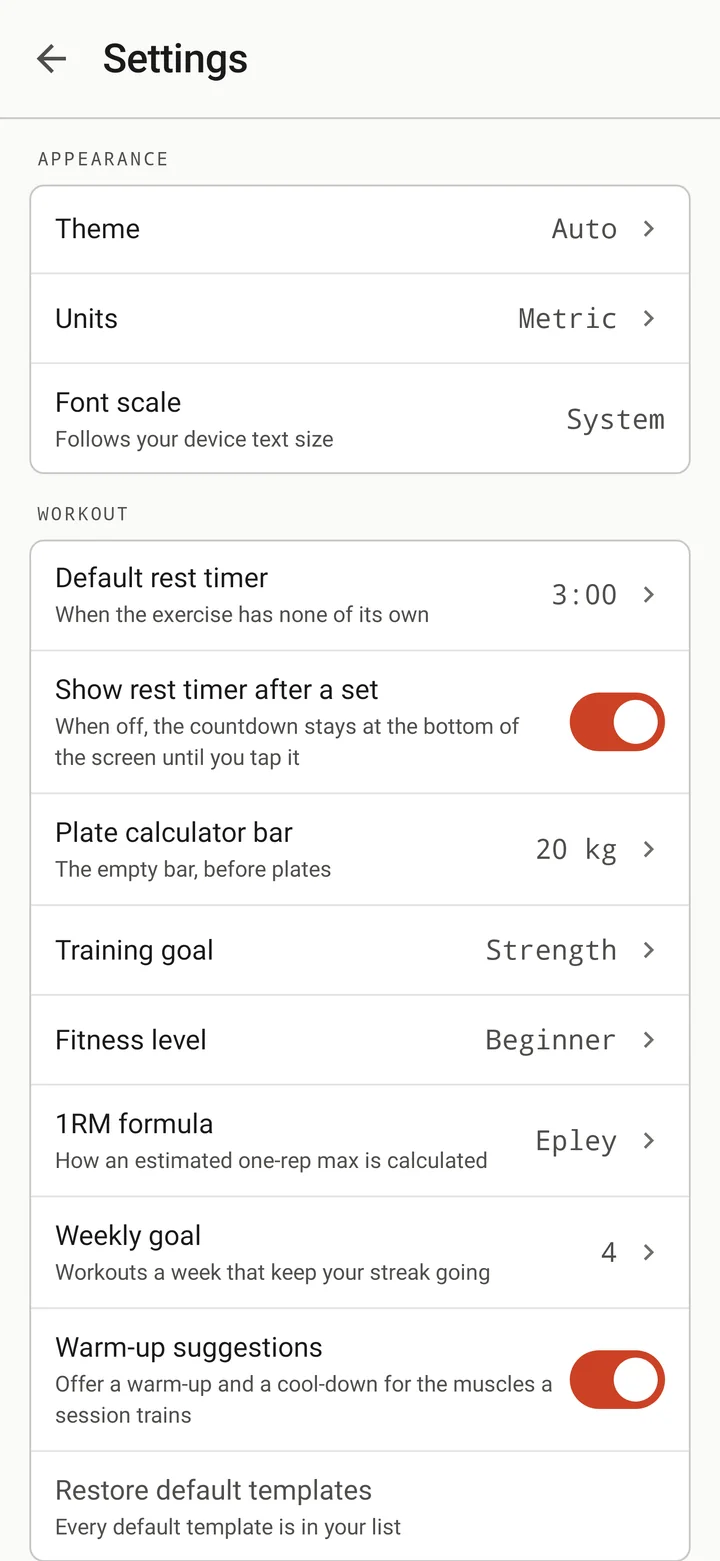 Settings
APPEARANCE
Theme
Auto
Units
Metric
Font scale
Follows your device text size
System
WORKOUT
Default rest timer
When the exercise has none of its own
3:00
Show rest timer after a set
When off, the countdown stays at the bottom of
the screen until you tap it
Plate calculator bar
The empty bar, before plates
20 kg
Training goal
Strength
Fitness level
Beginner
1RM formula
How an estimated one-rep max is calculated
Epley
Weekly goal
Workouts a week that keep your streak going
4
Warm-up suggestions
Offer a warm-up and a cool-down for the muscles a
session trains
Restore default templates
Every default template is in your list